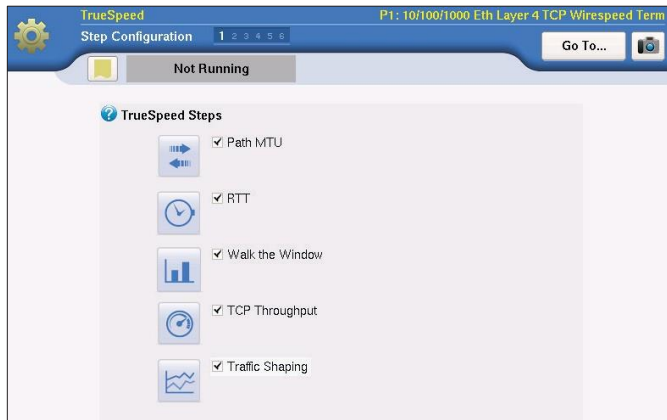 TrueSpeed
P1: 10/100/1000 Eth Layer 4 TCP Wirespeed Term
Step Configuration
1 2 3 4 5 6
Go To...
Not Running
? TrueSpeed Steps
Path MTU
RTT
Walk the Window
TCP Throughput
Traffic Shaping